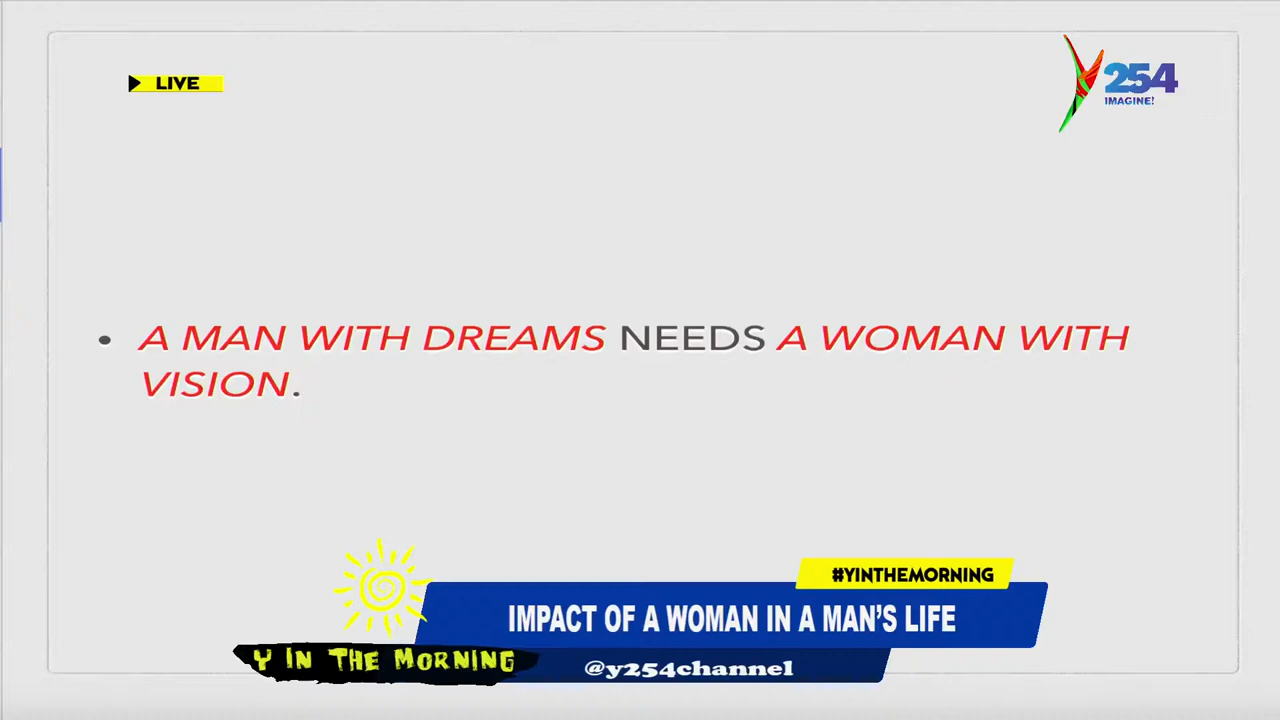 LIVE
254
IMAGINE!
• A MAN WITH DREAMS NEEDS A WOMAN WITH
VISION.
#YINTHEMORNING
IMPACT OF A WOMAN IN A MAN'S LIFE
Y IN THE MORNING
@y254channel